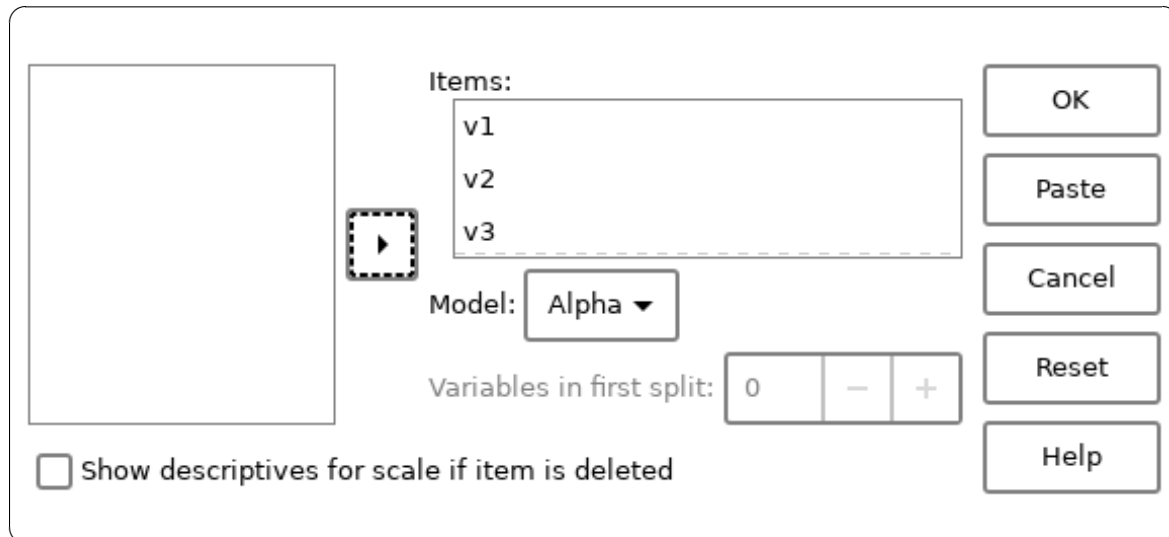 Items:
v1
v2
v3
Model: Alpha
Variables in first split: 0 − +
Show descriptives for scale if item is deleted
OK
Paste
Cancel
Reset
Help